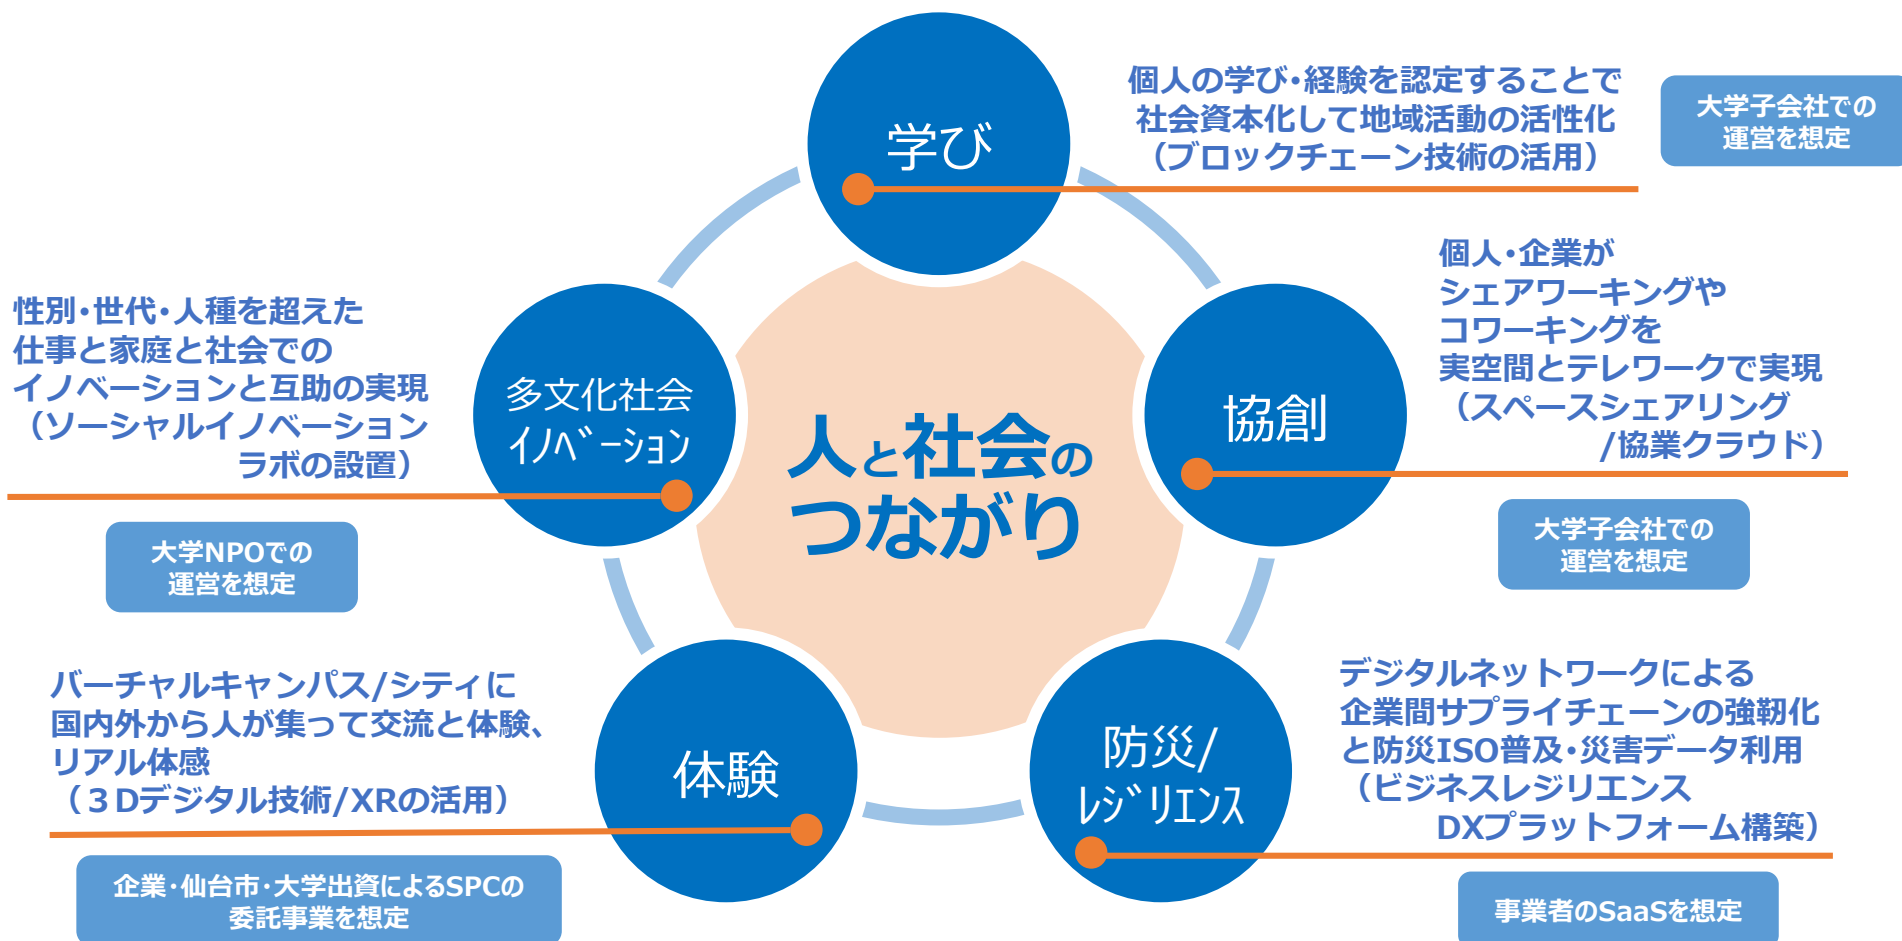 学び
個人の学び・経験を認定することで
社会資本化して地域活動の活性化
（ブロックチェーン技術の活用）
大学子会社での
運営を想定
協創
個人・企業が
シェアワーキングや
コワーキングを
実空間とテレワークで実現
（スペースシェアリング
/協業クラウド）
大学子会社での
運営を想定
性別・世代・人種を超えた
仕事と家庭と社会での
イノベーションと互助の実現
（ソーシャルイノベーション
ラボの設置）
多文化社会
ｲﾉﾍﾞｰｼｮﾝ
大学NPOでの
運営を想定
人と社会の
つながり
バーチャルキャンパス/シティに
国内外から人が集って交流と体験、
リアル体感
（３Dデジタル技術/XRの活用）
体験
企業・仙台市・大学出資によるSPCの
委託事業を想定
防災/
ﾚｼﾞﾘｴﾝｽ
デジタルネットワークによる
企業間サプライチェーンの強靭化
と防災ISO普及・災害データ利用
（ビジネスレジリエンス
DXプラットフォーム構築）
事業者のSaaSを想定